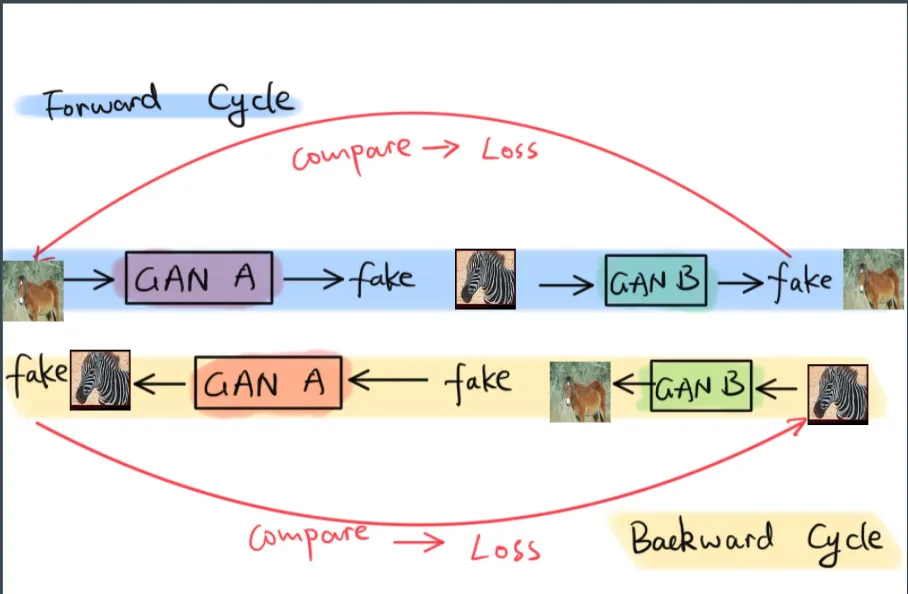 Forward Cycle
Compare → Loss
→ GAN A → fake → GAN B → fake
fake ← GAN A ← fake ← GAN B ←
Compare → Loss
Backward Cycle